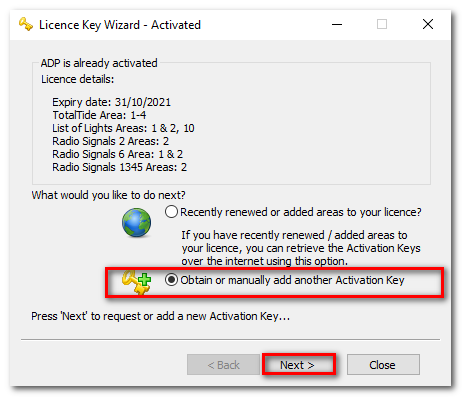 Licence Key Wizard - Activated
ADP is already activated
Licence details:
Expiry date: 31/10/2021
TotalTide Area: 1-4
List of Lights Areas: 1 & 2, 10
Radio Signals 2 Areas: 2
Radio Signals 6 Areas: 1 & 2
Radio Signals 1345 Areas: 2
What would you like to do next?
Recently renewed or added areas to your licence?
If you have recently renewed / added areas to
your licence, you can retrieve the Activation Keys
over the internet using this option.
Obtain or manually add another Activation Key
Press 'Next' to request or add a new Activation Key...
< Back Next > Close